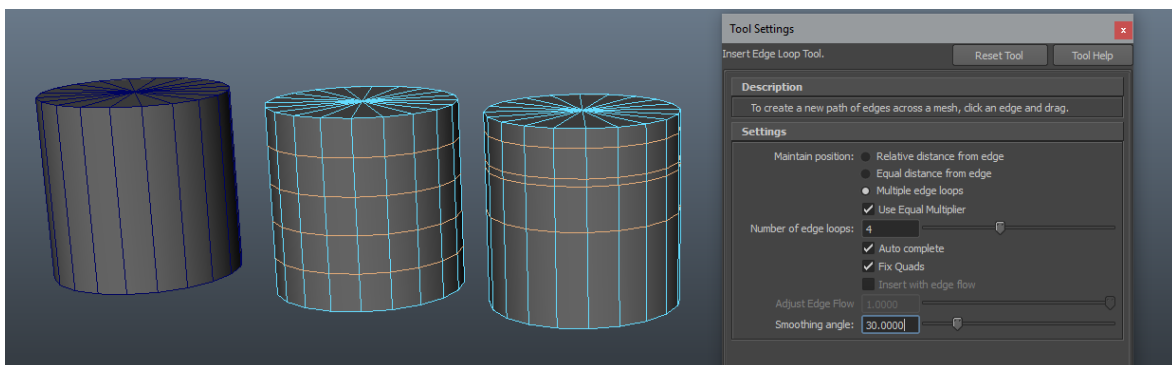 Tool Settings
x
Insert Edge Loop Tool.
Reset Tool
Tool Help
Description
To create a new path of edges across a mesh, click an edge and drag.
Settings
Maintain position: Relative distance from edge
Equal distance from edge
Multiple edge loops
Use Equal Multiplier
Number of edge loops: 4
Auto complete
Fix Quads
Insert with edge flow
Adjust Edge Flow 1.0000
Smoothing angle: 30.0000